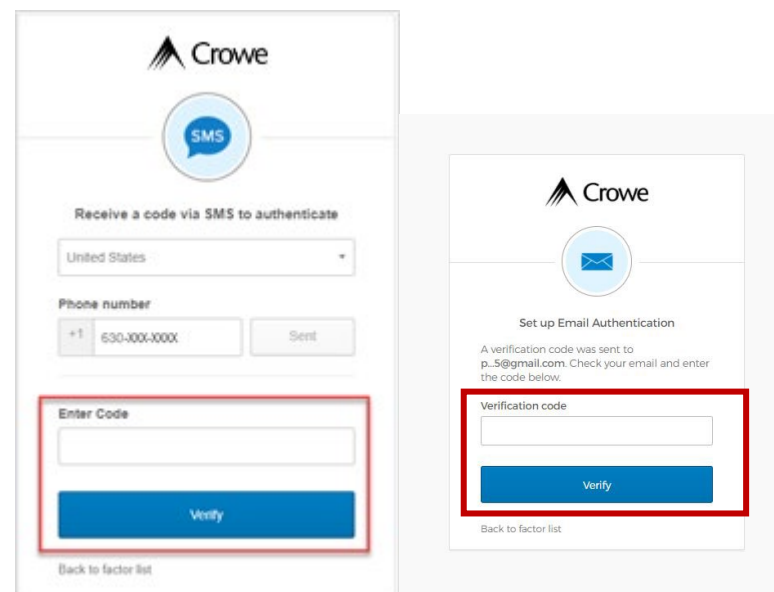 Crowe
SMS
Receive a code via SMS to authenticate
United States
Phone number
+1 630-XXX-XXXX Sent
Enter Code
Verify
Back to factor list
Crowe
Set up Email Authentication
A verification code was sent to
p...5@gmail.com. Check your email and enter
the code below.
Verification code
Verify
Back to factor list